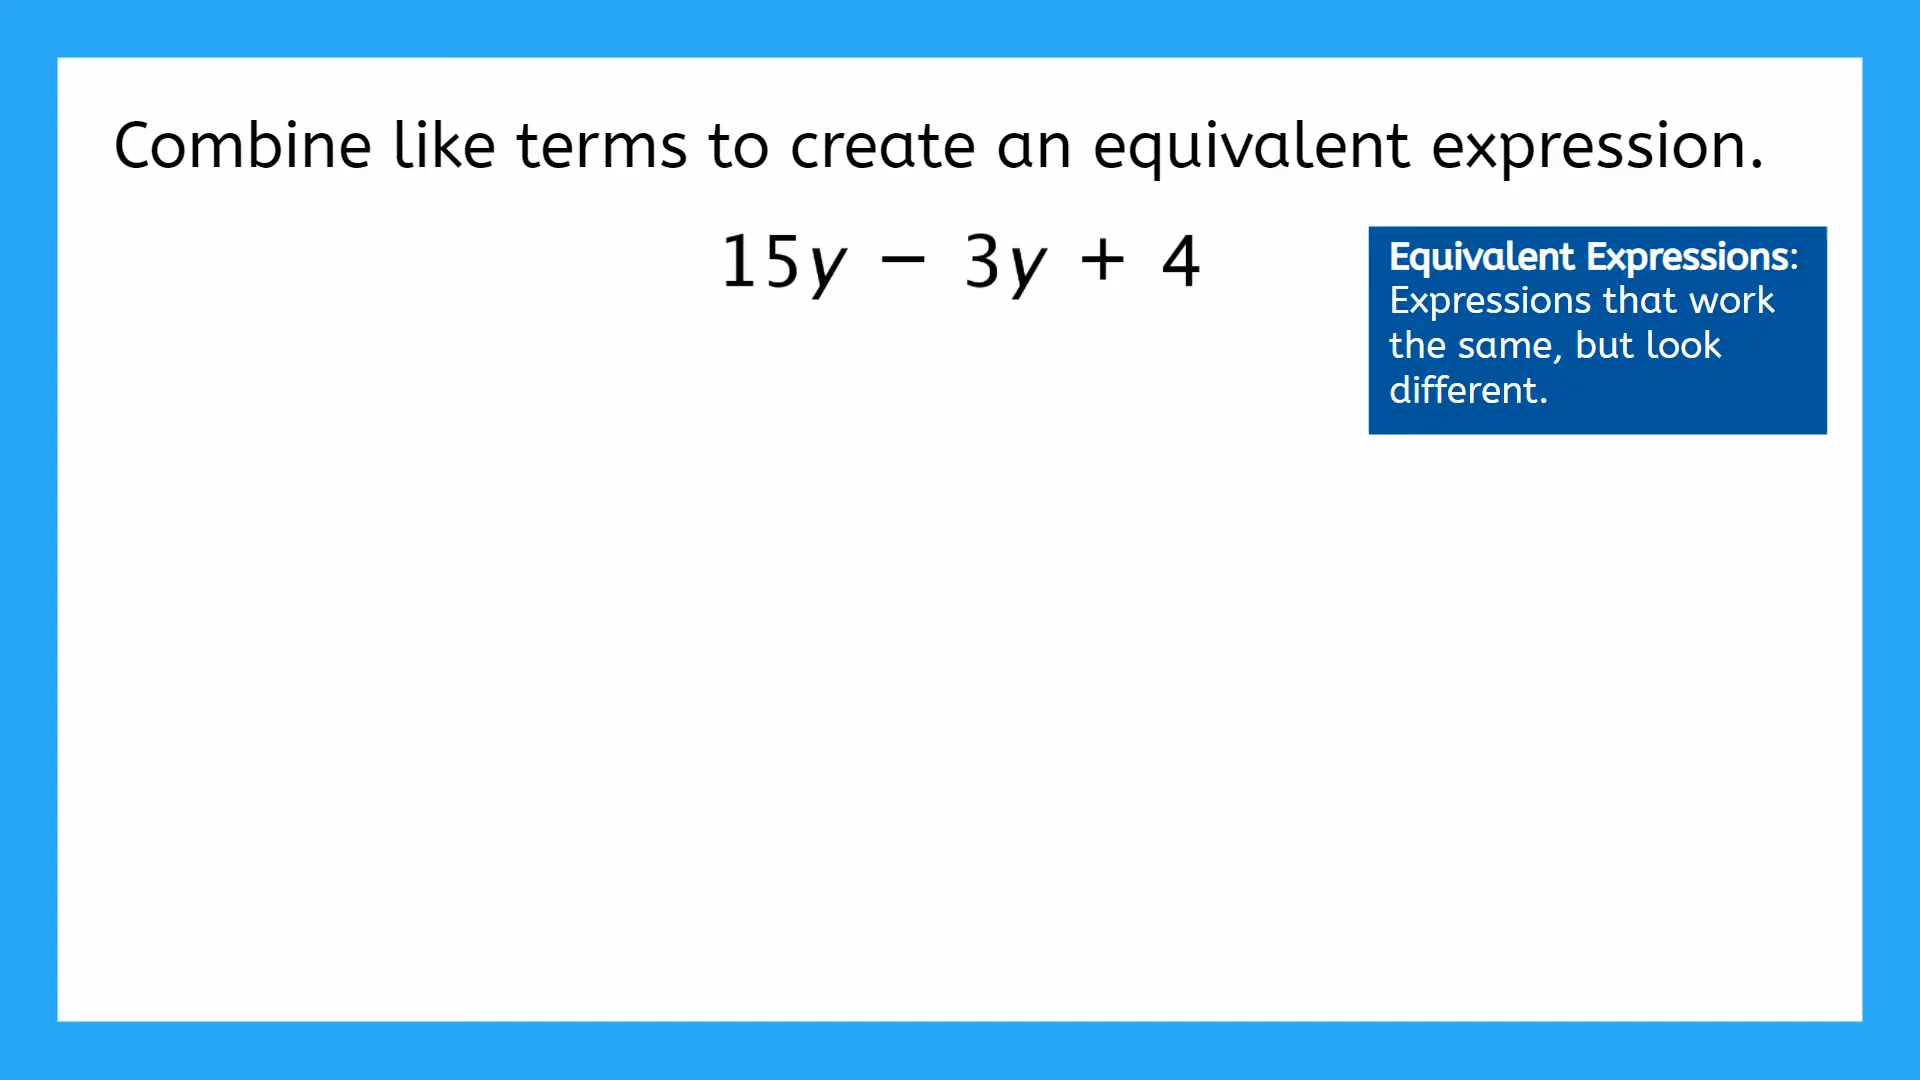 Combine like terms to create an equivalent expression.
15y − 3y + 4
Equivalent Expressions:
Expressions that work
the same, but look
different.